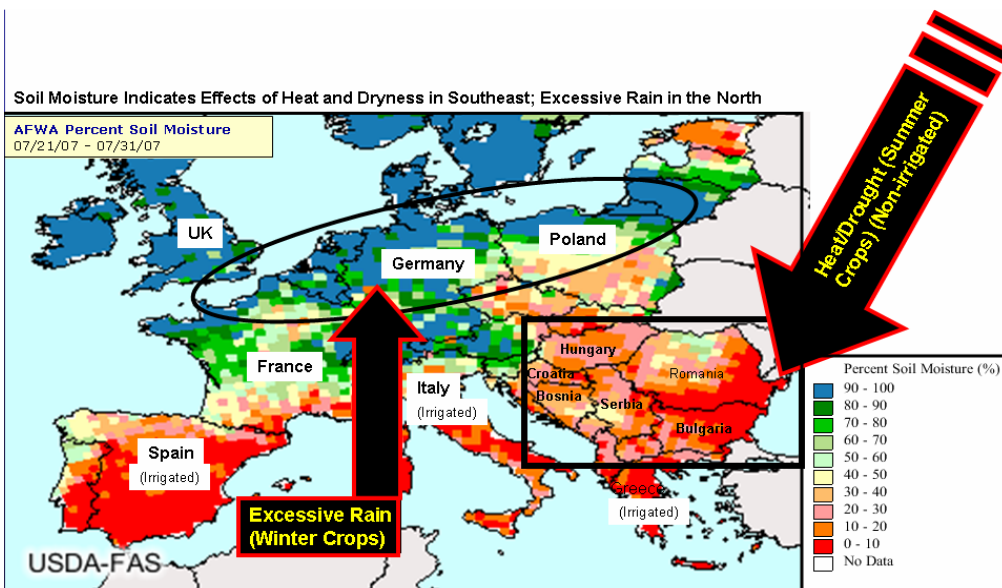 Soil Moisture Indicates Effects of Heat and Dryness in Southeast; Excessive Rain in the North
AFWA Percent Soil Moisture
07/21/07 - 07/31/07
Heat/Drought (Summer
Crops) (Non-irrigated)
UK
Poland
Germany
Hungary
France
Croatia
Romania
Italy
(Irrigated)
Bosnia
Serbia
Bulgaria
Spain
(Irrigated)
Greece
(Irrigated)
Excessive Rain
(Winter Crops)
USDA-FAS
Percent Soil Moisture (%)
90 - 100
80 - 90
70 - 80
60 - 70
50 - 60
40 - 50
30 - 40
20 - 30
10 - 20
0 - 10
No Data